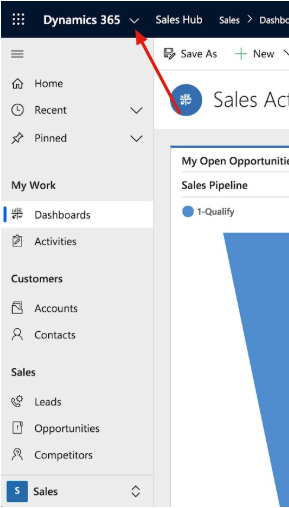 Dynamics 365 Sales Hub Sales > Dashbo
Save As + New
Sales Act
Home
Recent
Pinned
My Work
Dashboards
Activities
Customers
Accounts
Contacts
Sales
Leads
Opportunities
Competitors
S Sales
My Open Opportunitie
Sales Pipeline
1-Qualify